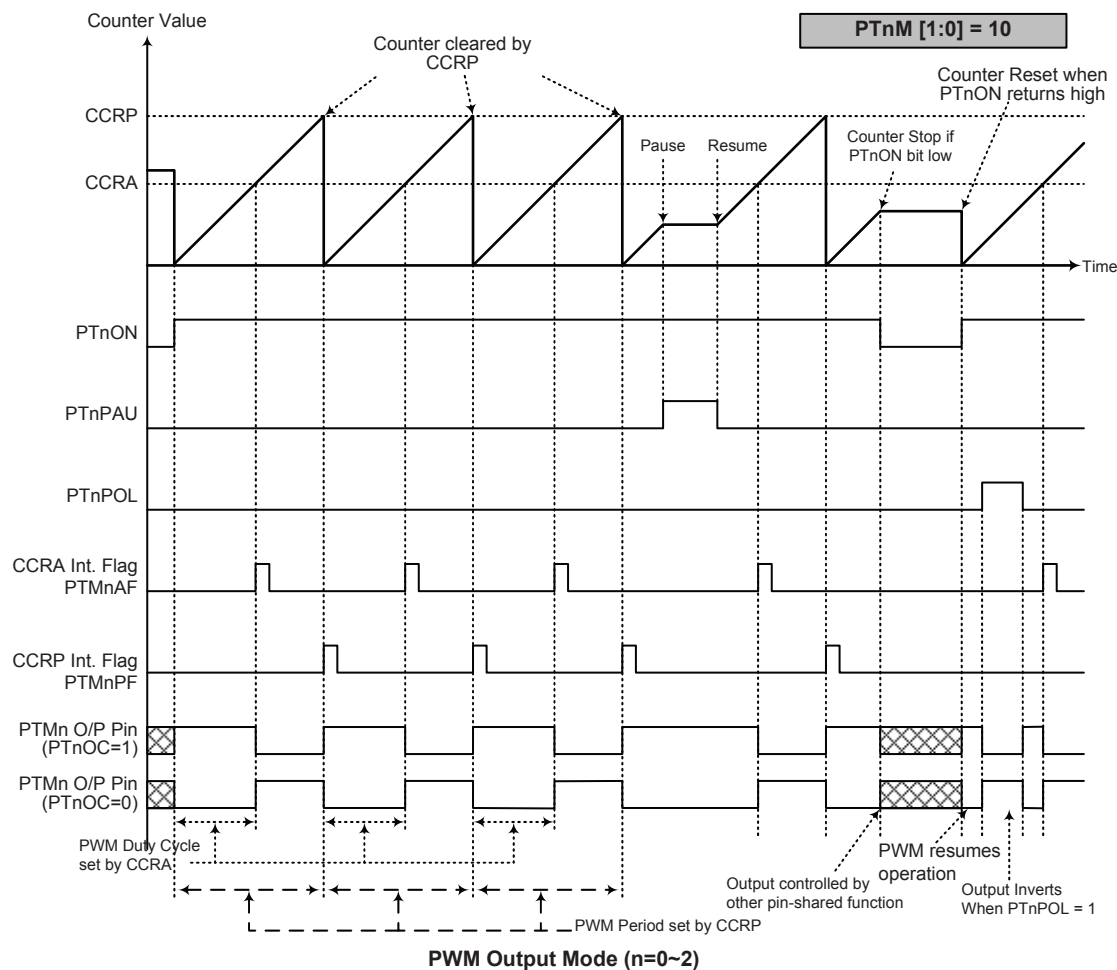 Counter Value
PTnM [1:0] = 10
Counter cleared by
CCRP
Counter Reset when
PTnON returns high
CCRP
Pause
Resume
Counter Stop if
PTnON bit low
CCRA
Time
PTnON
PTnPAU
PTnPOL
CCRA Int. Flag
PTMnAF
CCRP Int. Flag
PTMnPF
PTMn O/P Pin
(PTnOC=1)
PTMn O/P Pin
(PTnOC=0)
PWM Duty Cycle
set by CCRA
PWM resumes
operation
Output controlled by
other pin-shared function
Output Inverts
When PTnPOL = 1
PWM Period set by CCRP
PWM Output Mode (n=0~2)